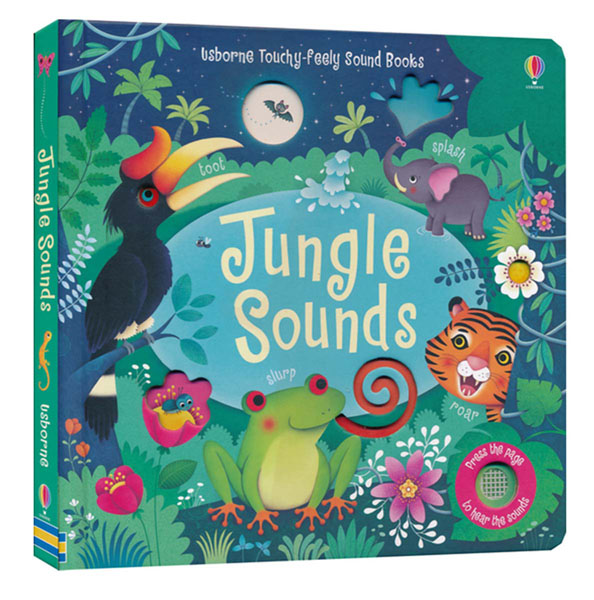 Usborne Touchy-feely Sound Books
USBORNE
toot
splash
Jungle
Sounds
slurp
roar
Press the page
to hear the sounds
Jungle Sounds
usborne